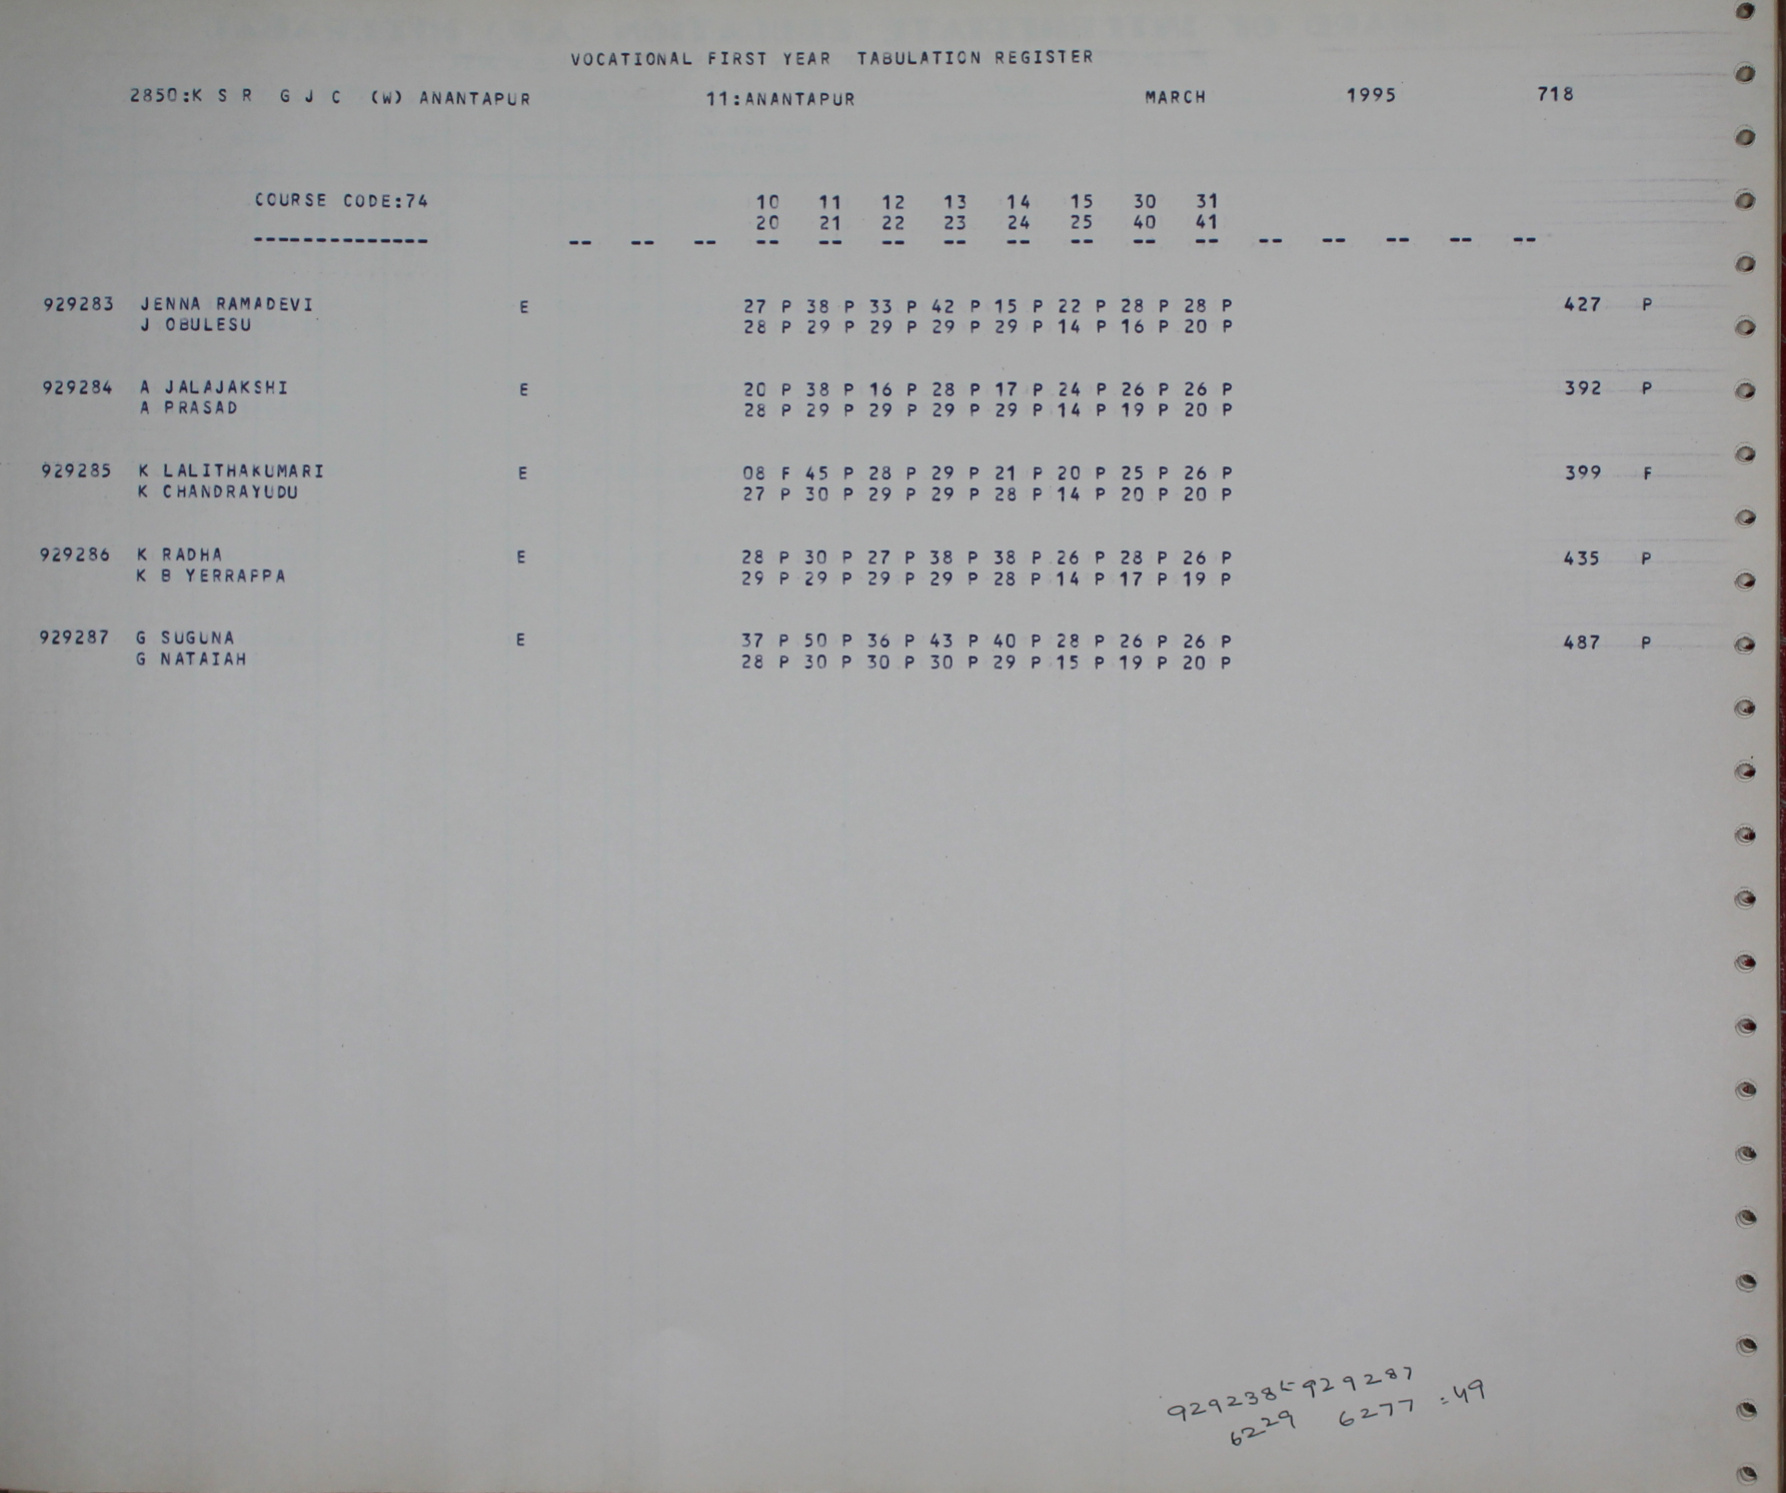 VOCATIONAL FIRST YEAR TABULATION REGISTER
2850:K S R G J C (W) ANANTAPUR 11:ANANTAPUR MARCH 1995 718
COURSE CODE:74 10 11 12 13 14 15 30 31
20 21 22 23 24 25 40 41
-------------- -- -- -- -- -- -- -- -- -- -- -- -- -- -- -- --
929283 JENNA RAMADEVI E 27 P 38 P 33 P 42 P 15 P 22 P 28 P 28 P 427 P
J OBULESU 28 P 29 P 29 P 29 P 29 P 14 P 16 P 20 P
929284 A JALAJAKSHI E 20 P 38 P 16 P 28 P 17 P 24 P 26 P 26 P 392 P
A PRASAD 28 P 29 P 29 P 29 P 29 P 14 P 19 P 20 P
929285 K LALITHAKUMARI E 08 F 45 P 28 P 29 P 21 P 20 P 25 P 26 P 399 F
K CHANDRAYUDU 27 P 30 P 29 P 29 P 28 P 14 P 20 P 20 P
929286 K RADHA E 28 P 30 P 27 P 38 P 38 P 26 P 28 P 26 P 435 P
K B YERRAPPA 29 P 29 P 29 P 29 P 28 P 14 P 17 P 19 P
929287 G SUGUNA E 37 P 50 P 36 P 43 P 40 P 28 P 26 P 26 P 487 P
G NATAIAH 28 P 30 P 30 P 30 P 29 P 15 P 19 P 20 P
929238 929287
6229 6277 = 49